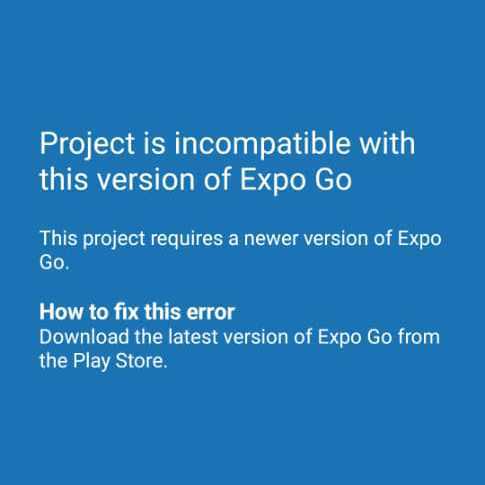 Project is incompatible with
this version of Expo Go
This project requires a newer version of Expo
Go.
How to fix this error
Download the latest version of Expo Go from
the Play Store.